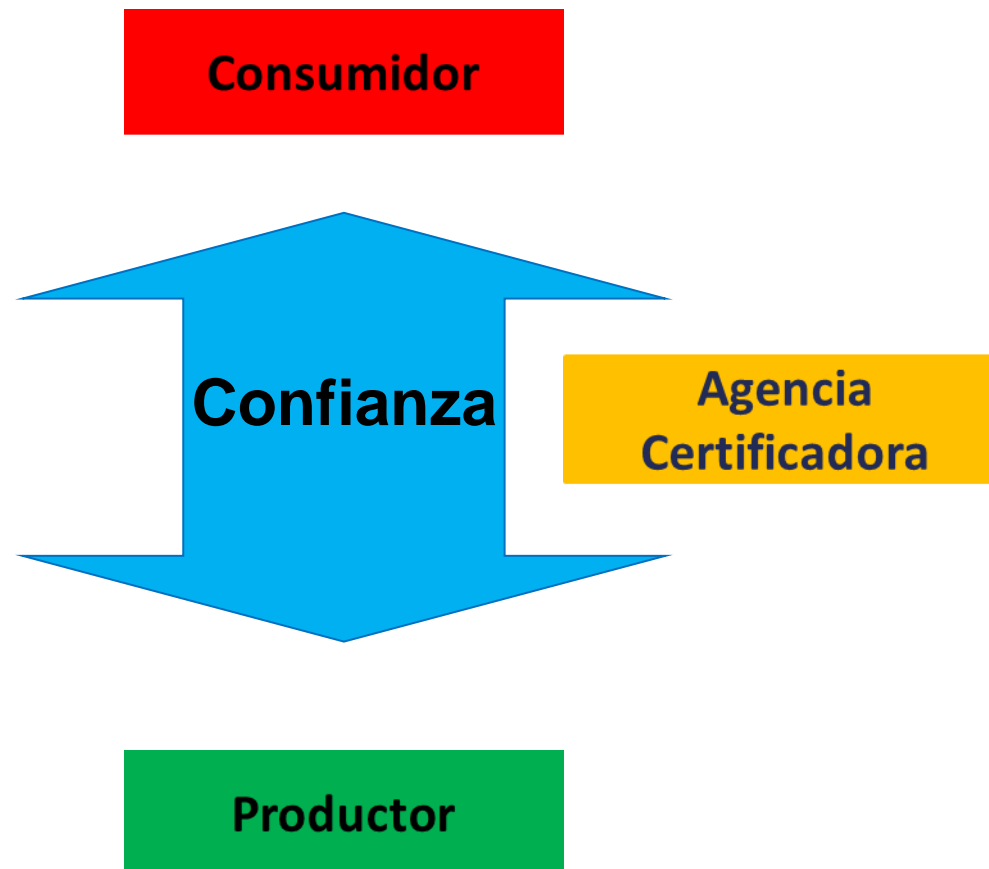 Consumidor
Confianza
Agencia
Certificadora
Productor